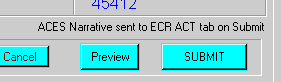 45412
ACES Narrative sent to ECR ACT tab on Submit
Cancel Preview SUBMIT